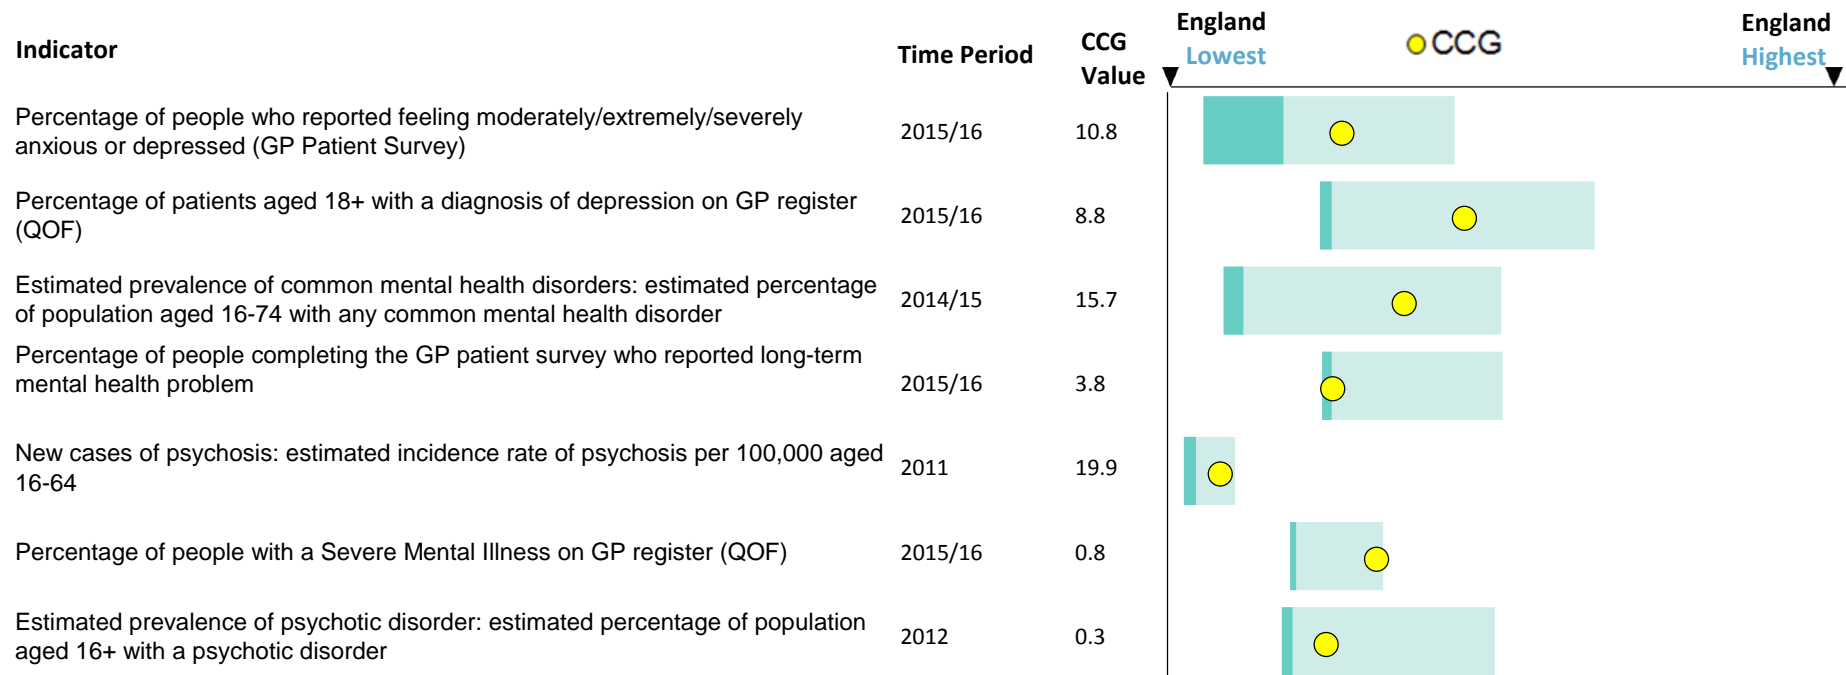 Indicator
Time Period
CCG
Value
England
Lowest
CCG
England
Highest
Percentage of people who reported feeling moderately/extremely/severely
anxious or depressed (GP Patient Survey)
2015/16
10.8
Percentage of patients aged 18+ with a diagnosis of depression on GP register
(QOF)
2015/16
8.8
Estimated prevalence of common mental health disorders: estimated percentage
of population aged 16-74 with any common mental health disorder
2014/15
15.7
Percentage of people completing the GP patient survey who reported long-term
mental health problem
2015/16
3.8
New cases of psychosis: estimated incidence rate of psychosis per 100,000 aged
16-64
2011
19.9
Percentage of people with a Severe Mental Illness on GP register (QOF)
2015/16
0.8
Estimated prevalence of psychotic disorder: estimated percentage of population
aged 16+ with a psychotic disorder
2012
0.3